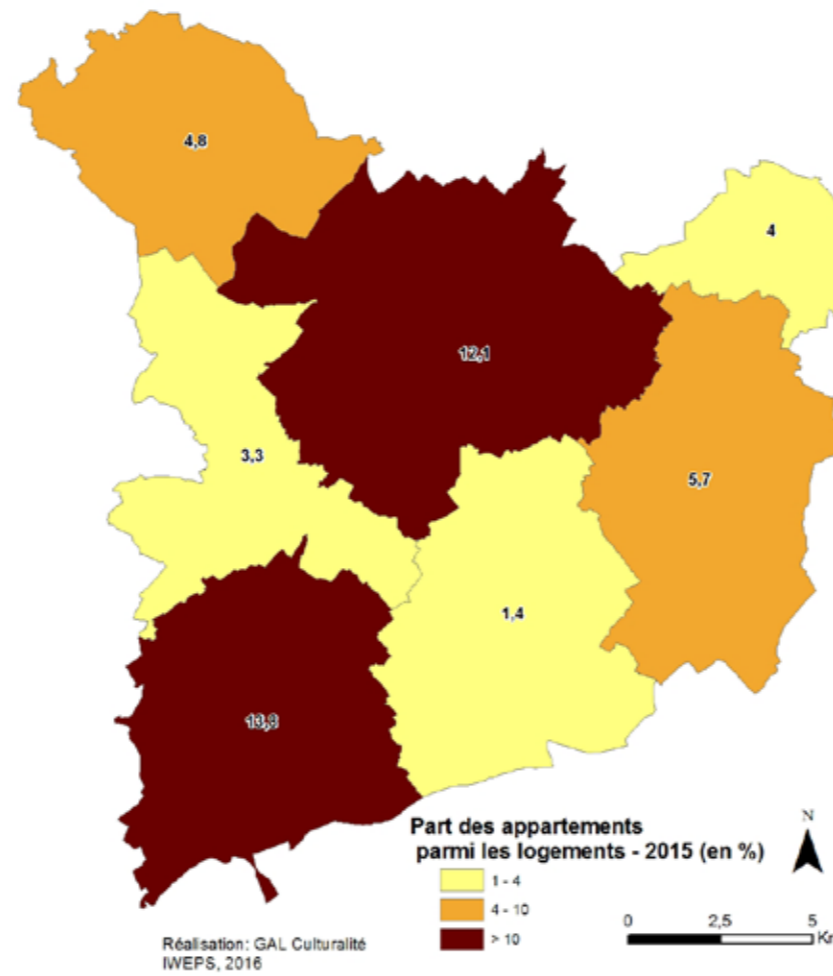 4,8
4
12,1
3,3
5,7
1,4
13,3
Part des appartements
parmi les logements - 2015 (en %)
1 - 4
4 - 10
> 10
N
0 2,5 5
Réalisation: GAL Culturalité
IWEPS, 2016